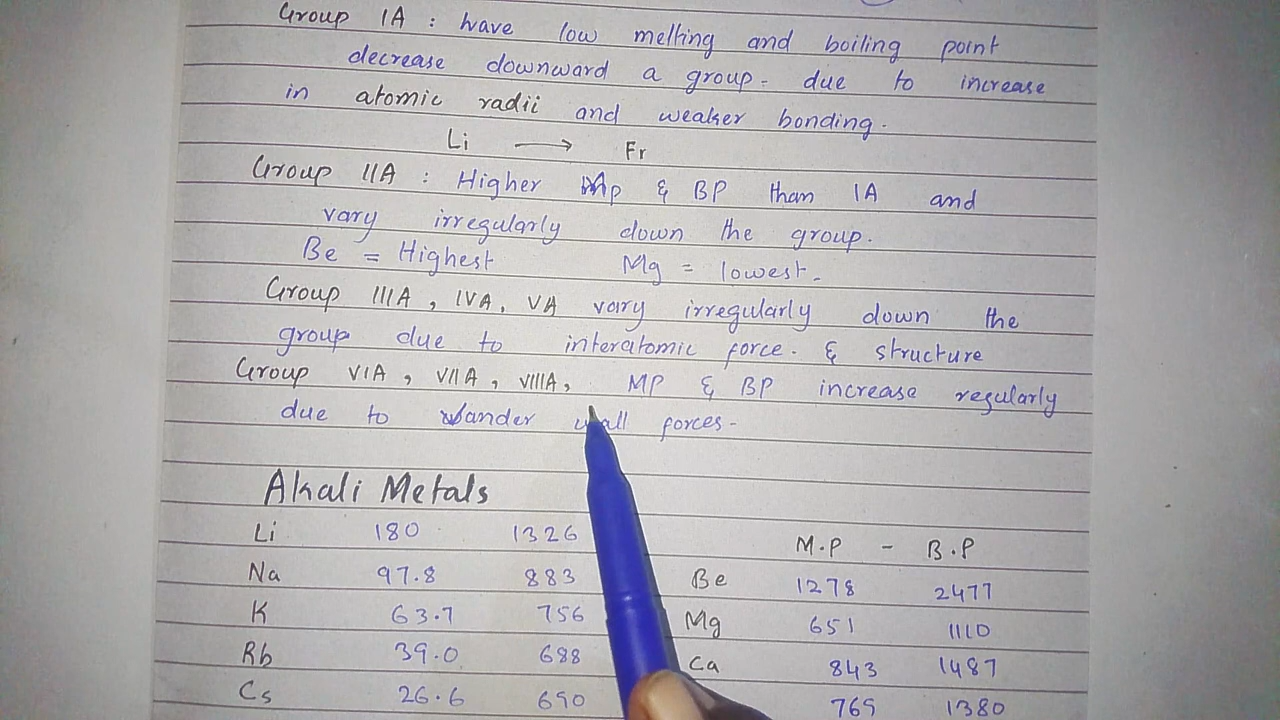 Group IA : have low melting and boiling point
decrease downward a group - due to increase
in atomic radii and weaker bonding.
Li → Fr
Group IIA : Higher Mp & BP than IA and
vary irregularly down the group.
Be = Highest Mg = lowest.
Group IIIA, IVA, VA vary irregularly down the
group due to interatomic force. & structure
Group VIA, VIIA, VIIIA, MP & BP increase regularly
due to wander wall forces-
Akali Metals
Li 180 1326
Na 97.8 883
K 63.7 756
Rb 39.0 688
Cs 26.6 690
M.P - B.P
Be 1278 2477
Mg 651 1110
Ca 843 1487
769 1380